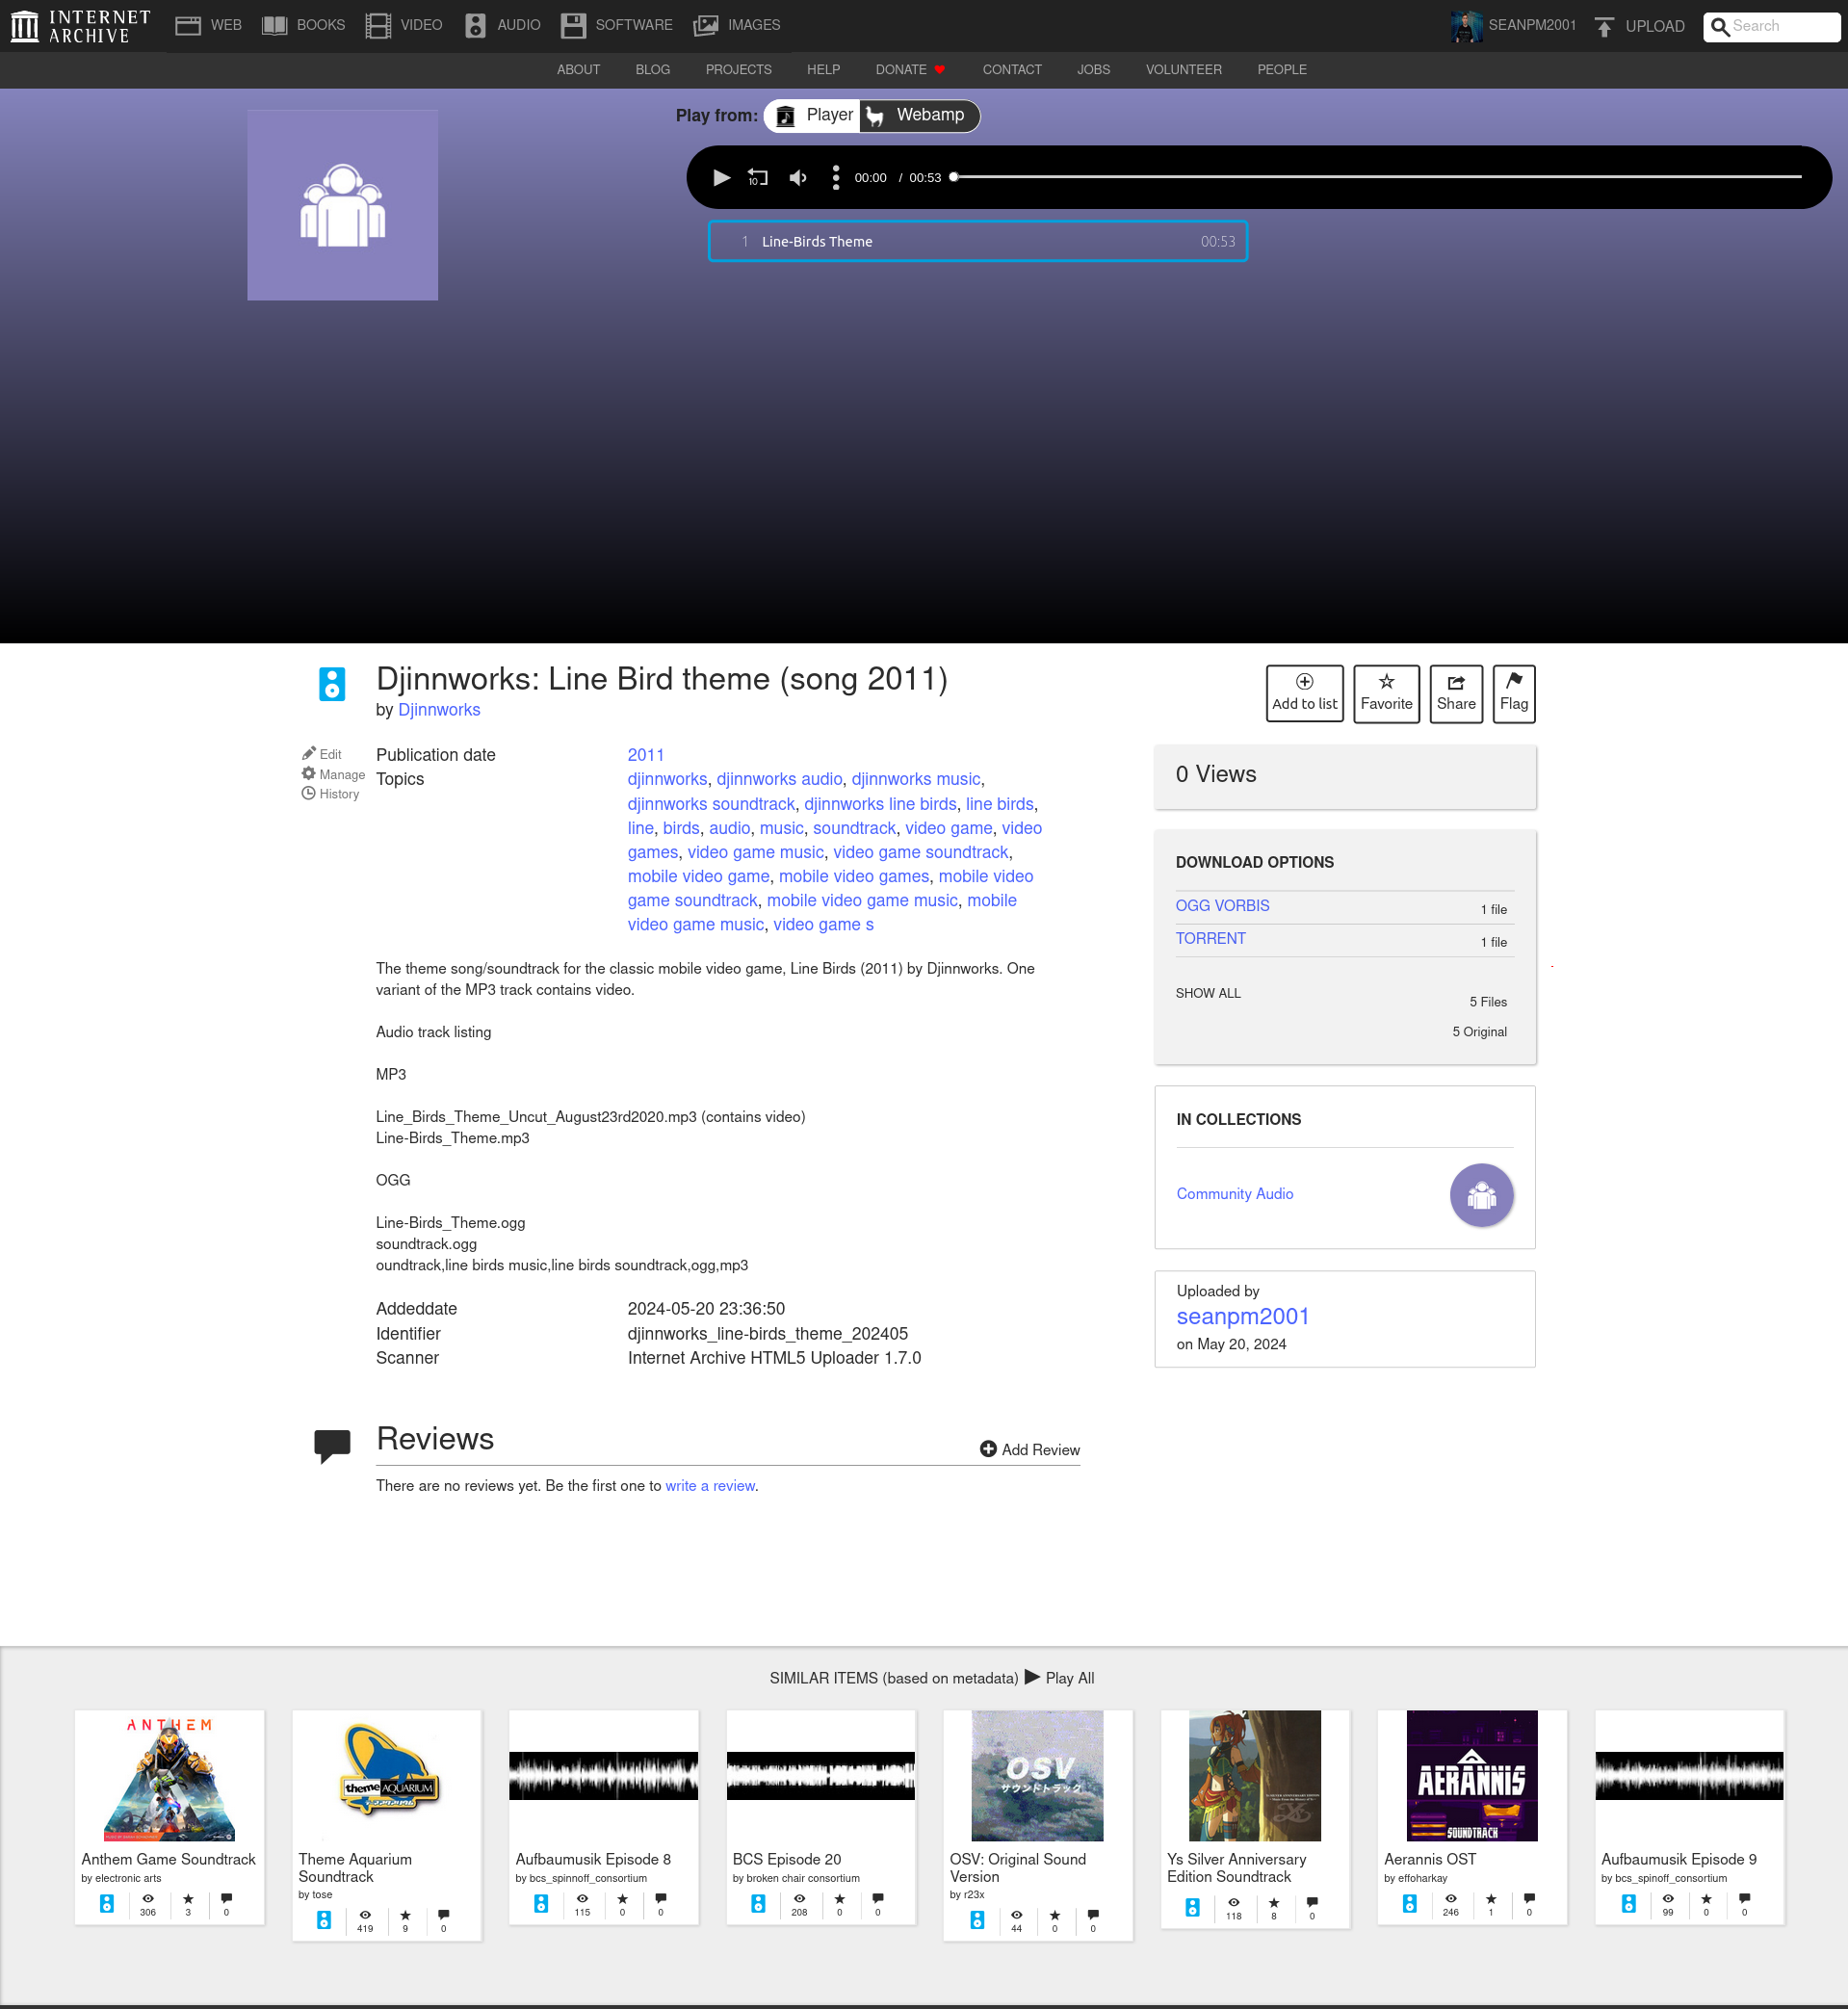 INTERNET ARCHIVE
WEB BOOKS VIDEO AUDIO SOFTWARE IMAGES
SEANPM2001 UPLOAD Search
ABOUT BLOG PROJECTS HELP DONATE CONTACT JOBS VOLUNTEER PEOPLE
Play from: Player Webamp
10 00:00 / 00:53
1 Line-Birds Theme 00:53
Djinnworks: Line Bird theme (song 2011)
by Djinnworks
Add to list Favorite Share Flag
Edit
Manage
History
Publication date 2011
Topics djinnworks, djinnworks audio, djinnworks music,
djinnworks soundtrack, djinnworks line birds, line birds,
line, birds, audio, music, soundtrack, video game, video
games, video game music, video game soundtrack,
mobile video game, mobile video games, mobile video
game soundtrack, mobile video game music, mobile
video game music, video game s
The theme song/soundtrack for the classic mobile video game, Line Birds (2011) by Djinnworks. One
variant of the MP3 track contains video.
Audio track listing
MP3
Line_Birds_Theme_Uncut_August23rd2020.mp3 (contains video)
Line-Birds_Theme.mp3
OGG
Line-Birds_Theme.ogg
soundtrack.ogg
oundtrack,line birds music,line birds soundtrack,ogg,mp3
Addeddate 2024-05-20 23:36:50
Identifier djinnworks_line-birds_theme_202405
Scanner Internet Archive HTML5 Uploader 1.7.0
0 Views
DOWNLOAD OPTIONS
OGG VORBIS 1 file
TORRENT 1 file
SHOW ALL 5 Files
5 Original
IN COLLECTIONS
Community Audio
Uploaded by
seanpm2001
on May 20, 2024
Reviews
Add Review
There are no reviews yet. Be the first one to write a review.
SIMILAR ITEMS (based on metadata) Play All
ANTHEM
Anthem Game Soundtrack
by electronic arts
306 3 0
theme AQUARIUM
Theme Aquarium
Soundtrack
by tose
419 9 0
Aufbaumusik Episode 8
by bcs_spinnoff_consortium
115 0 0
BCS Episode 20
by broken chair consortium
208 0 0
OSV
サウンドトラック
OSV: Original Sound
Version
by r23x
44 0 0
Ys Silver Anniversary
Edition Soundtrack
118 8 0
AERANNIS
SOUNDTRACK
Aerannis OST
by effoharkay
246 1 0
Aufbaumusik Episode 9
by bcs_spinoff_consortium
99 0 0